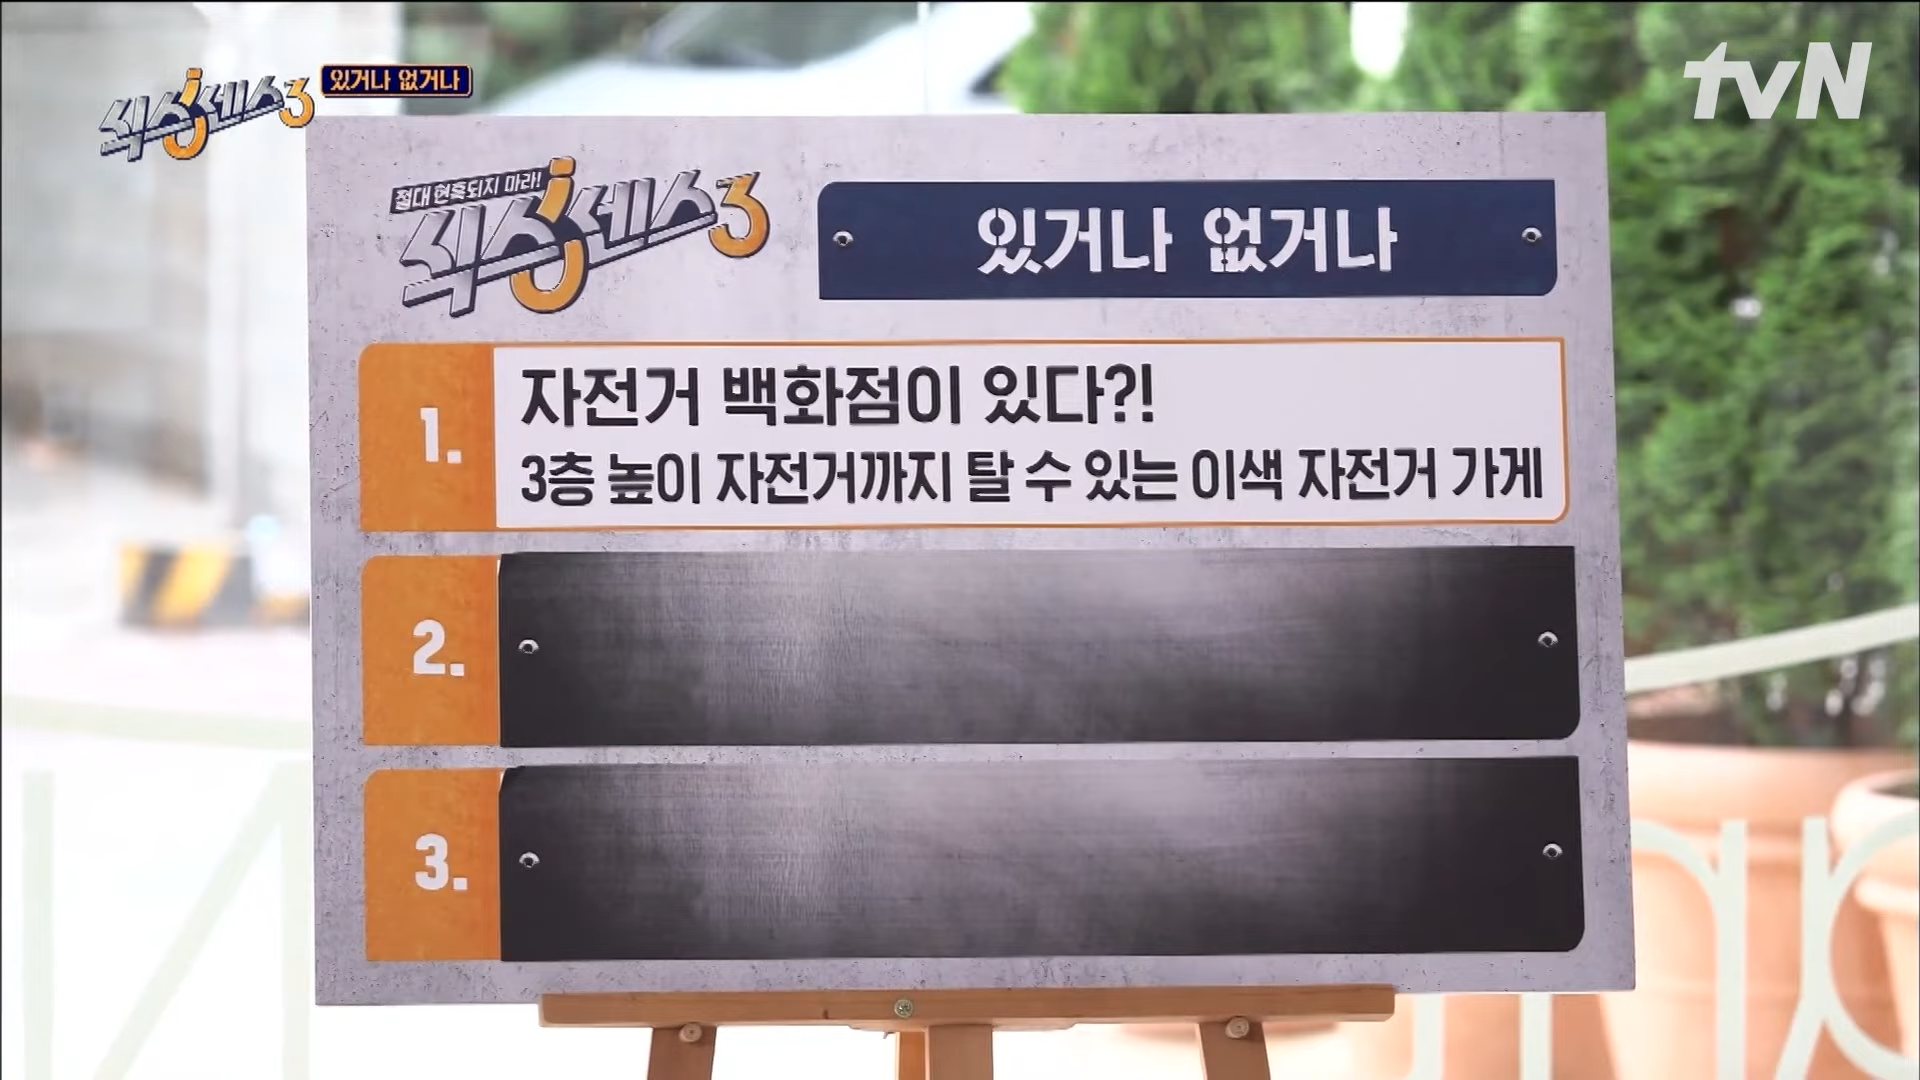 식스센스3
있거나 없거나
tvN
절대 현혹되지 마라!
식스센스3
있거나 없거나
1.
자전거 백화점이 있다?!
3층 높이 자전거까지 탈 수 있는 이색 자전거 가게
2.
3.